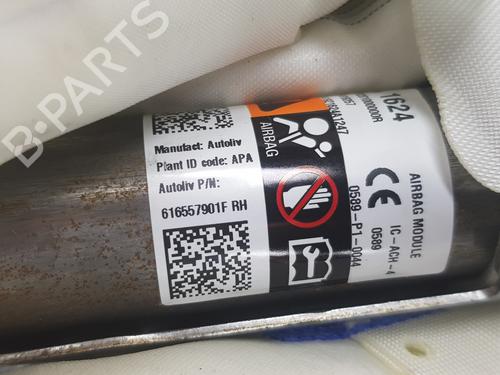 B-PARTS
Manufact: Autoliv
Plant ID code: APA
Autoliv P/N:
616557901F RH
AIRBAG
1624
AIRBAG MODULE
CE
0589
IC-ACH-4
0589-P1-0044